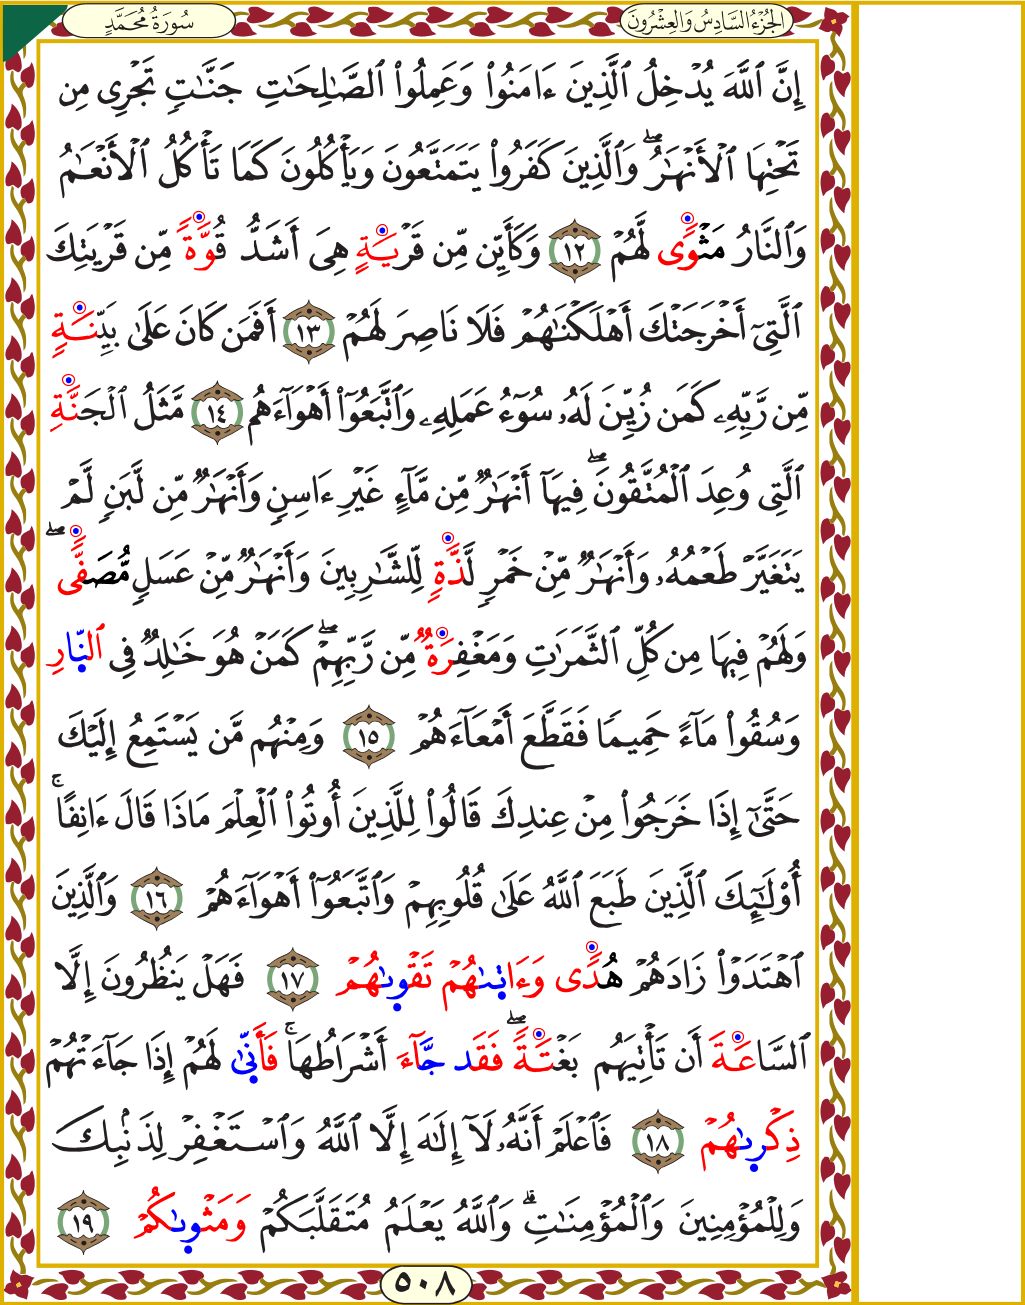 الجُزْءُ السَّادِسُ وَالعِشْرُونَ
سُورَةُ مُحَمَّدٍ
إِنَّ ٱللَّهَ يُدْخِلُ ٱلَّذِينَ ءَامَنُوا۟ وَعَمِلُوا۟ ٱلصَّـٰلِحَـٰتِ جَنَّـٰتٍ تَجْرِى مِن
تَحْتِهَا ٱلْأَنْهَـٰرُ ۖ وَٱلَّذِينَ كَفَرُوا۟ يَتَمَتَّعُونَ وَيَأْكُلُونَ كَمَا تَأْكُلُ ٱلْأَنْعَـٰمُ
وَٱلنَّارُ مَثْوًى لَّهُمْ ١٢ وَكَأَيِّن مِّن قَرْيَةٍ هِىَ أَشَدُّ قُوَّةً مِّن قَرْيَتِكَ
ٱلَّتِىٓ أَخْرَجَتْكَ أَهْلَكْنَـٰهُمْ فَلَا نَاصِرَ لَهُمْ ١٣ أَفَمَن كَانَ عَلَىٰ بَيِّنَةٍ
مِّن رَّبِّهِۦ كَمَن زُيِّنَ لَهُۥ سُوٓءُ عَمَلِهِۦ وَٱتَّبَعُوٓا۟ أَهْوَآءَهُم ١٤ مَّثَلُ ٱلْجَنَّةِ
ٱلَّتِى وُعِدَ ٱلْمُتَّقُونَ ۖ فِيهَآ أَنْهَـٰرٌ مِّن مَّآءٍ غَيْرِ ءَاسِنٍ وَأَنْهَـٰرٌ مِّن لَّبَنٍ لَّمْ
يَتَغَيَّرْ طَعْمُهُۥ وَأَنْهَـٰرٌ مِّنْ خَمْرٍ لَّذَّةٍ لِّلشَّـٰرِبِينَ وَأَنْهَـٰرٌ مِّنْ عَسَلٍ مُّصَفًّى ۖ
وَلَهُمْ فِيهَا مِن كُلِّ ٱلثَّمَرَٰتِ وَمَغْفِرَةٌ مِّن رَّبِّهِمْ ۖ كَمَنْ هُوَ خَـٰلِدٌ فِى ٱلنَّارِ
وَسُقُوا۟ مَآءً حَمِيمًا فَقَطَّعَ أَمْعَآءَهُمْ ١٥ وَمِنْهُم مَّن يَسْتَمِعُ إِلَيْكَ
حَتَّىٰٓ إِذَا خَرَجُوا۟ مِنْ عِندِكَ قَالُوا۟ لِلَّذِينَ أُوتُوا۟ ٱلْعِلْمَ مَاذَا قَالَ ءَانِفًا ۚ
أُو۟لَـٰٓئِكَ ٱلَّذِينَ طَبَعَ ٱللَّهُ عَلَىٰ قُلُوبِهِمْ وَٱتَّبَعُوٓا۟ أَهْوَآءَهُمْ ١٦ وَٱلَّذِينَ
ٱهْتَدَوْا۟ زَادَهُمْ هُدًى وَءَاتَىٰهُمْ تَقْوَىٰهُمْ ١٧ فَهَلْ يَنظُرُونَ إِلَّا
ٱلسَّاعَةَ أَن تَأْتِيَهُم بَغْتَةً ۖ فَقَد جَّآءَ أَشْرَاطُهَا ۚ فَأَنَّىٰ لَهُمْ إِذَا جَآءَتْهُمْ
ذِكْرَىٰهُمْ ١٨ فَٱعْلَمْ أَنَّهُۥ لَآ إِلَـٰهَ إِلَّا ٱللَّهُ وَٱسْتَغْفِرْ لِذَنۢبِكَ
وَلِلْمُؤْمِنِينَ وَٱلْمُؤْمِنَـٰتِ ۗ وَٱللَّهُ يَعْلَمُ مُتَقَلَّبَكُمْ وَمَثْوَىٰكُمْ ١٩
٥٠٨